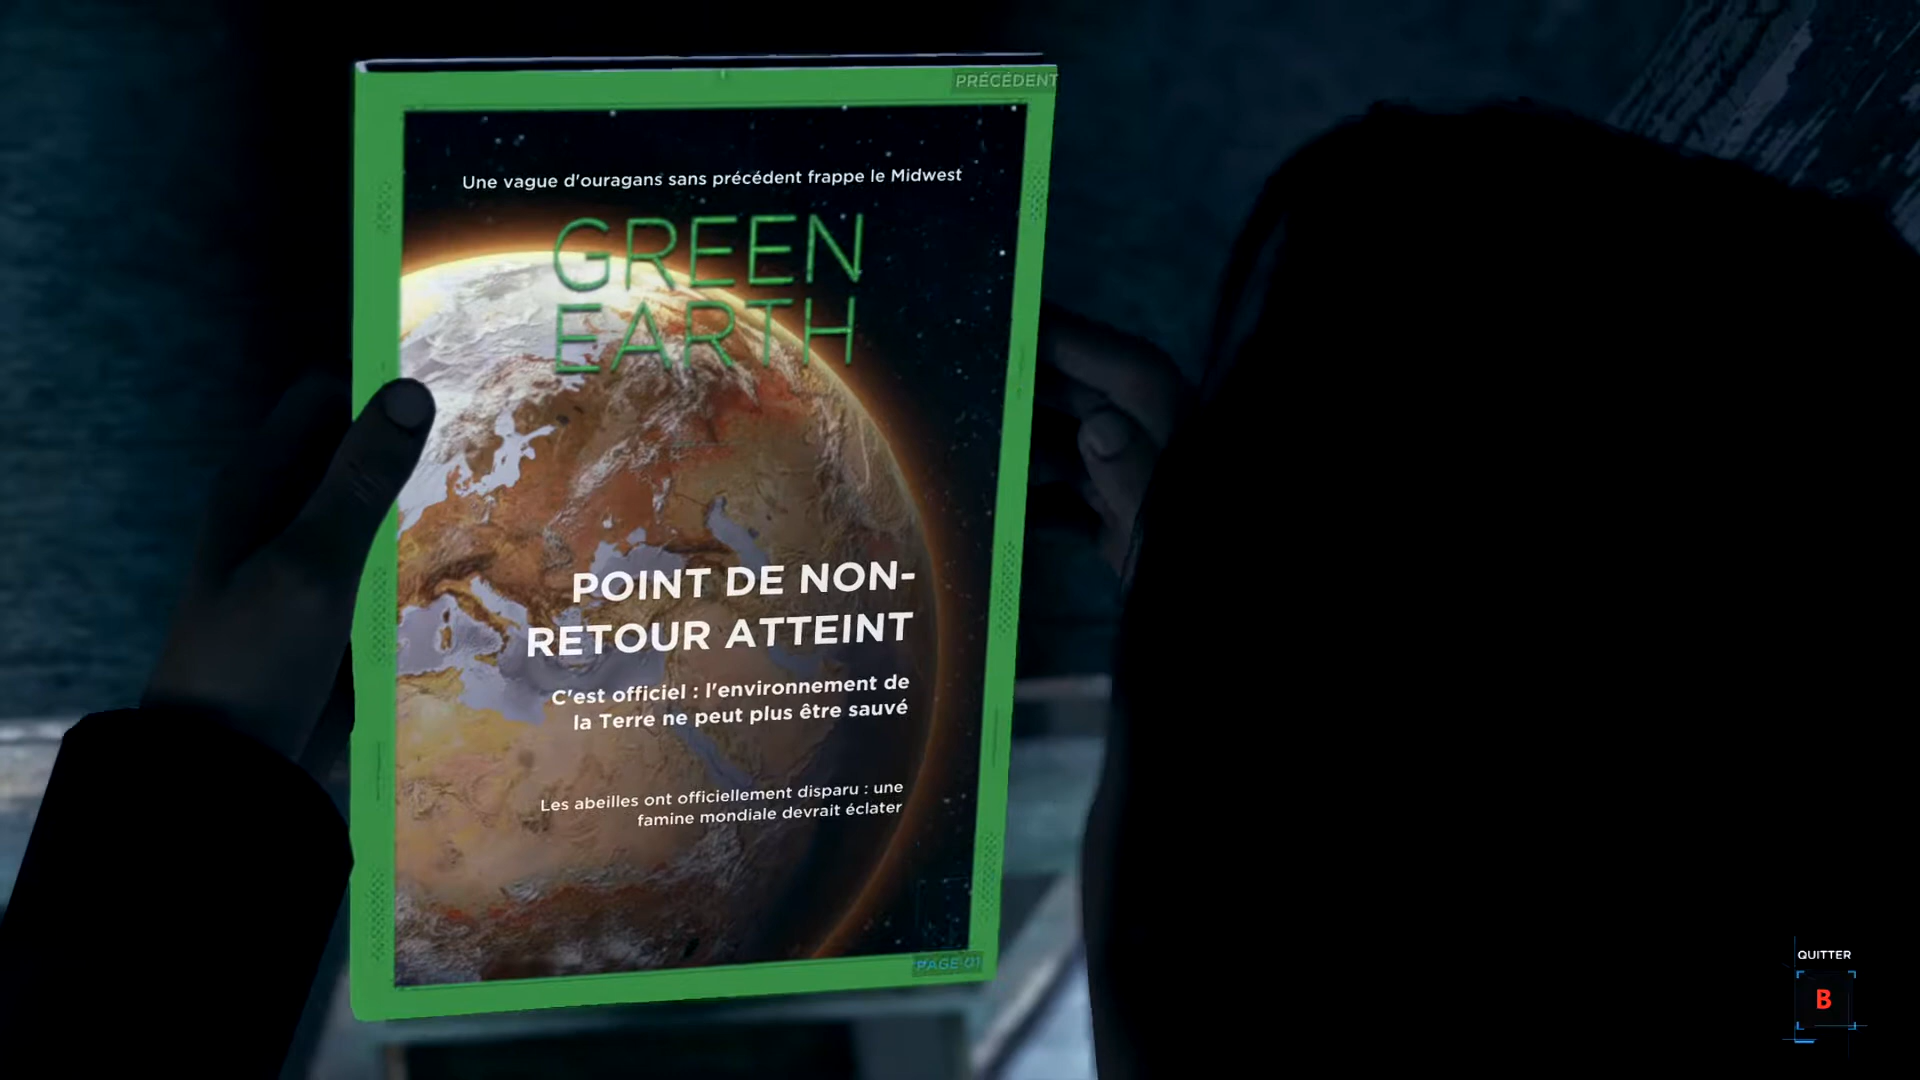 PRÉCÉDENT
Une vague d'ouragans sans précédent frappe le Midwest
GREEN
EARTH
POINT DE NON-
RETOUR ATTEINT
C'est officiel : l'environnement de
la Terre ne peut plus être sauvé
Les abeilles ont officiellement disparu : une
famine mondiale devrait éclater
PAGE 01
QUITTER
B